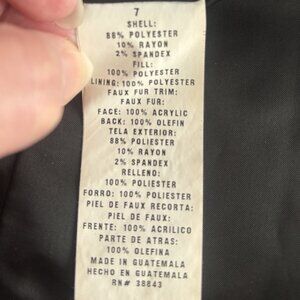 7
SHELL:
88% POLYESTER
10% RAYON
2% SPANDEX
FILL:
100% POLYESTER
LINING: 100% POLYESTER
FAUX FUR TRIM:
FAUX FUR:
FACE: 100% ACRYLIC
BACK: 100% OLEFIN
TELA EXTERIOR:
88% POLIESTER
10% RAYON
2% SPANDEX
RELLENO:
100% POLIESTER
FORRO: 100% POLIESTER
PIEL DE FAUX RECORTA:
PIEL DE FAUX:
FRENTE: 100% ACRILICO
PARTE DE ATRAS:
100% OLEFINA
MADE IN GUATEMALA
HECHO EN GUATEMALA
RN# 38843